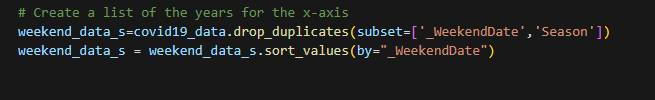 # Create a list of the years for the x-axis
weekend_data_s=covid19_data.drop_duplicates(subset=['_WeekendDate','Season'])
weekend_data_s = weekend_data_s.sort_values(by="_WeekendDate")